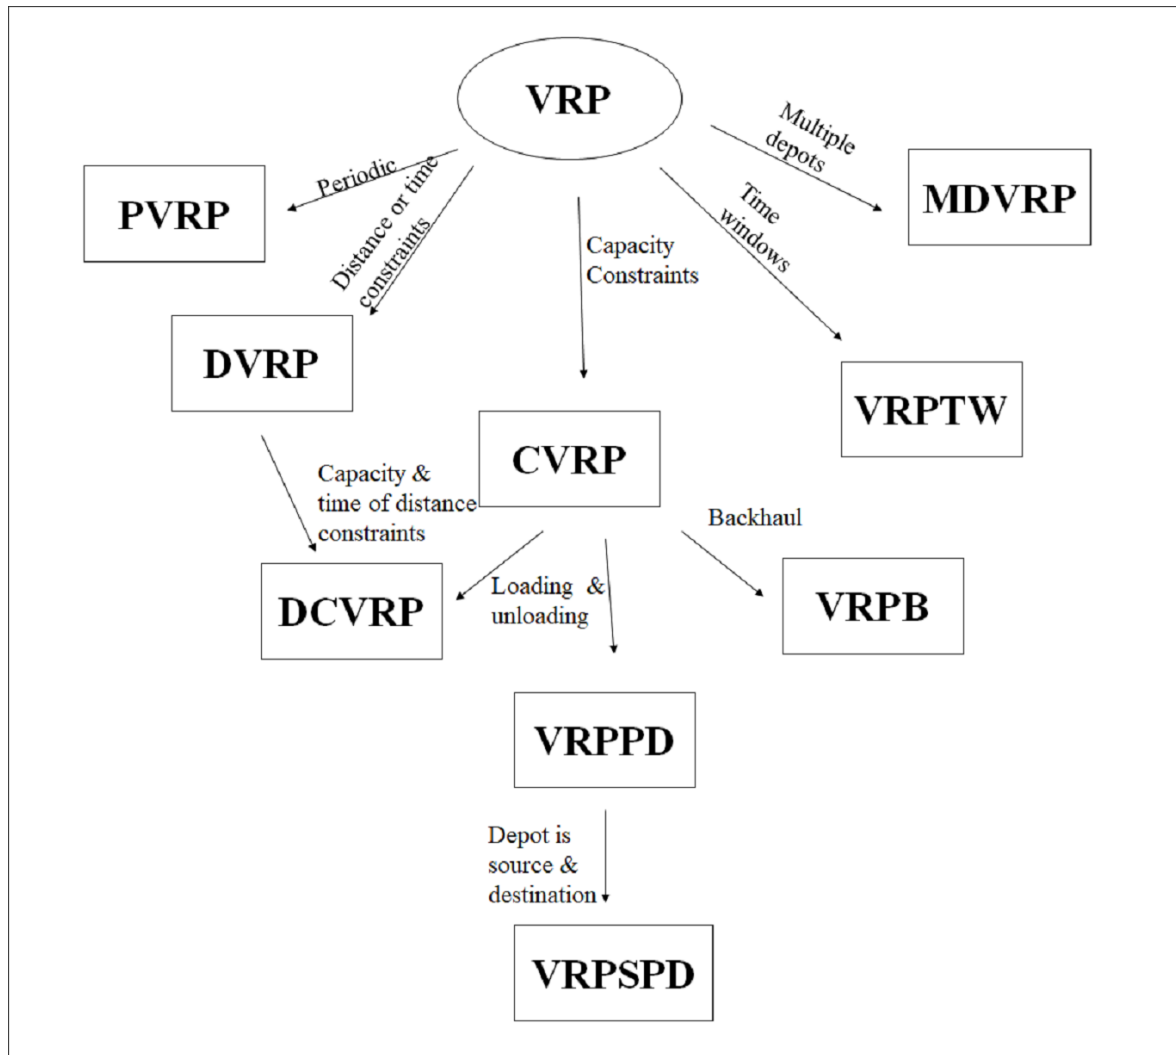 VRP
Multiple
depots
Periodic
Distance or time
constraints
Time
windows
PVRP
MDVRP
Capacity
Constraints
DVRP
VRPTW
CVRP
Capacity &
time of distance
constraints
Backhaul
Loading &
unloading
DCVRP
VRPB
VRPPD
Depot is
source &
destination
VRPSPD